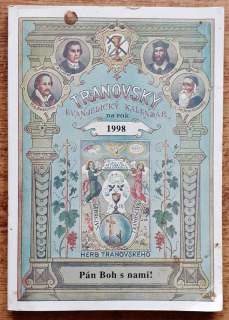 TRANOVSKÝ
EVANJELICKÝ KALENDÁR
na rok
1998
HERB TRANOVSKÉHO
Pán Boh s nami!